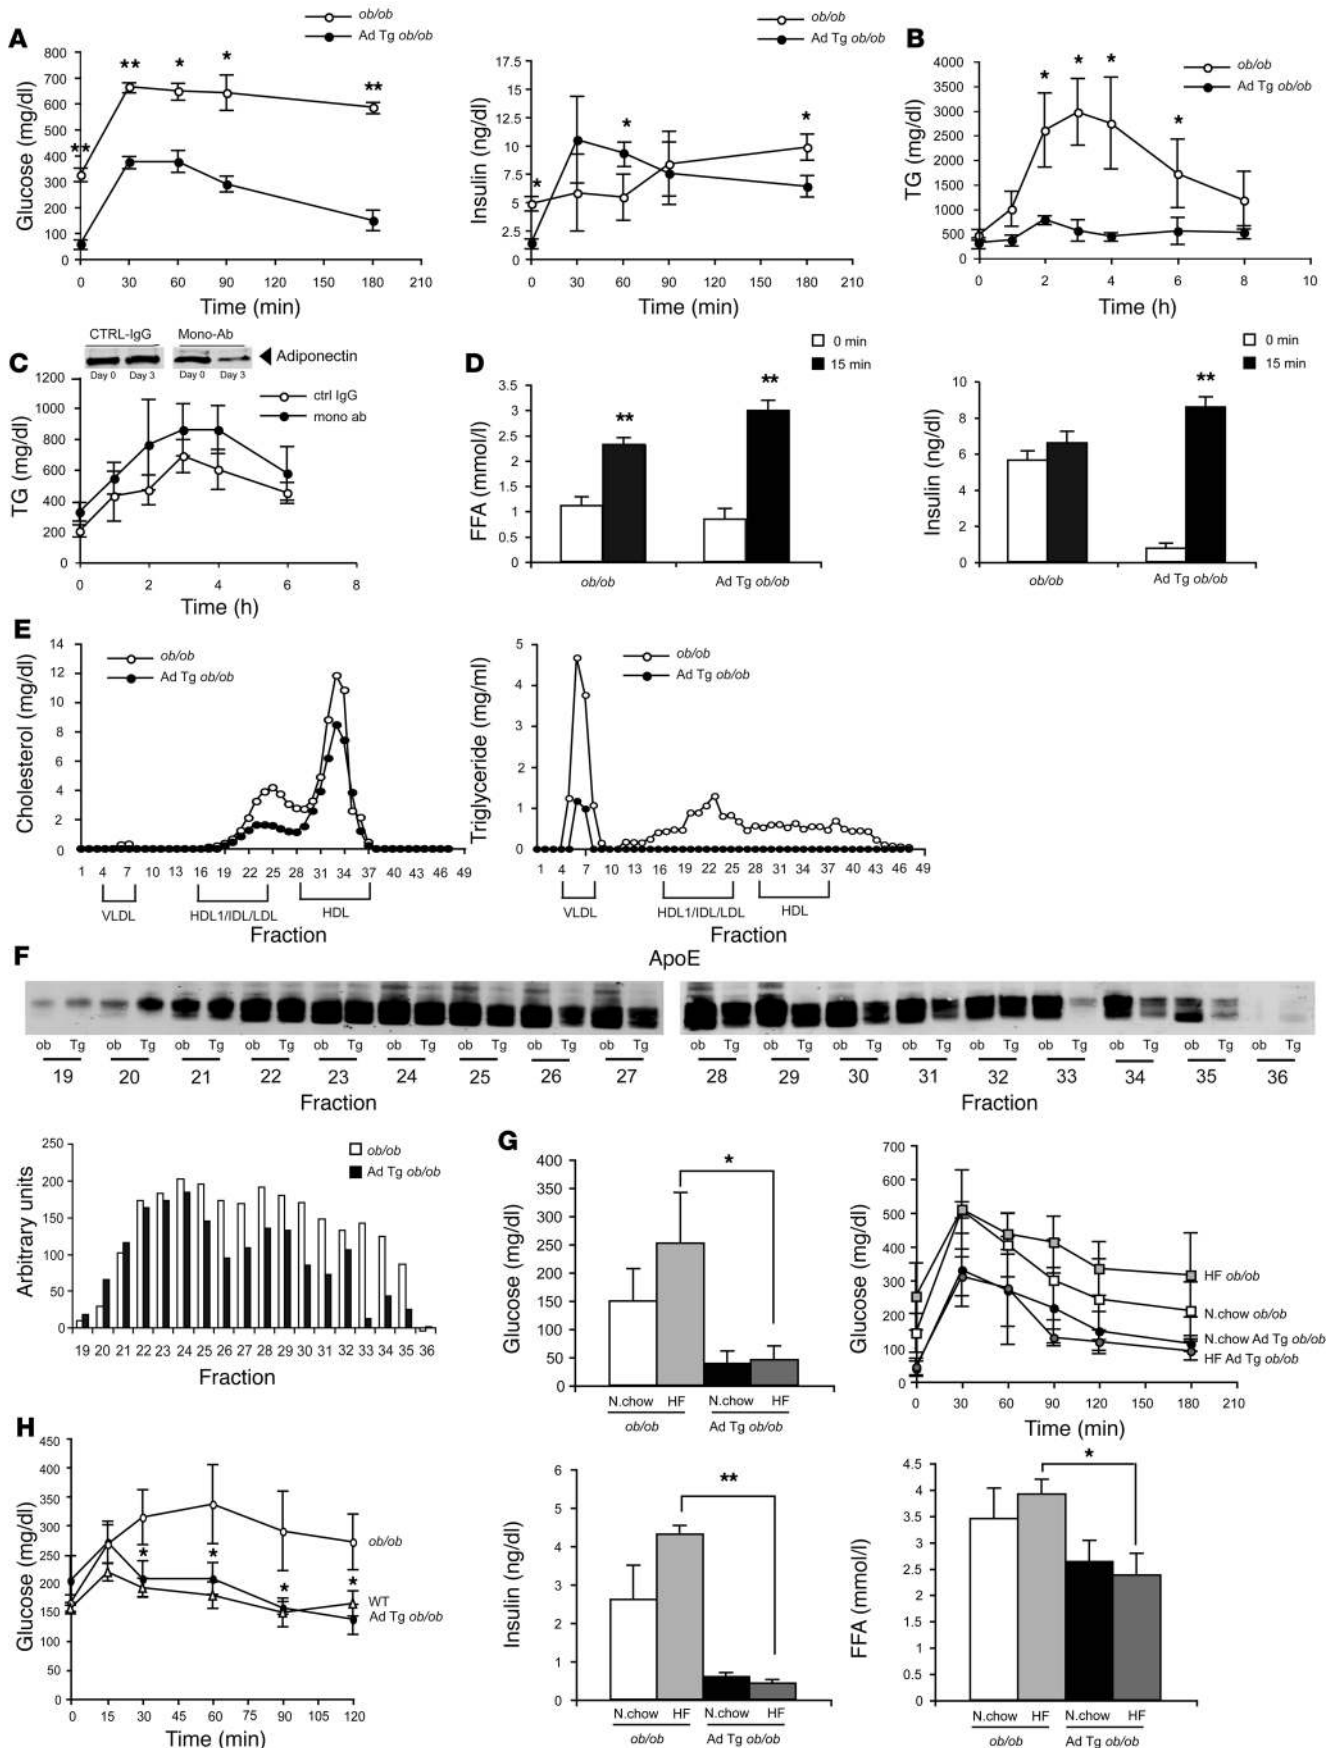 A
ob/ob
Ad Tg ob/ob
**
**
*
*
**
Glucose (mg/dl)
800
700
600
500
400
300
200
100
0
0 30 60 90 120 150 180 210
Time (min)
ob/ob
Ad Tg ob/ob
*
*
*
Insulin (ng/dl)
17.5
15
12.5
10
7.5
5
2.5
0
0 30 60 90 120 150 180 210
Time (min)
B
ob/ob
Ad Tg ob/ob
*
*
*
*
TG (mg/dl)
4000
3500
3000
2500
2000
1500
1000
500
0
0 2 4 6 8 10
Time (h)
C
CTRL-IgG Mono-Ab
Adiponectin
Day 0 Day 3 Day 0 Day 3
ctrl IgG
mono ab
TG (mg/dl)
1200
1000
800
600
400
200
0
0 2 4 6 8
Time (h)
D
0 min
15 min
**
**
FFA (mmol/l)
3.5
3
2.5
2
1.5
1
0.5
0
ob/ob Ad Tg ob/ob
0 min
15 min
**
Insulin (ng/dl)
10
8
6
4
2
0
ob/ob Ad Tg ob/ob
E
ob/ob
Ad Tg ob/ob
Cholesterol (mg/dl)
14
12
10
8
6
4
2
0
1 4 7 10 13 16 19 22 25 28 31 34 37 40 43 46 49
VLDL HDL1/IDL/LDL HDL
Fraction
ob/ob
Ad Tg ob/ob
Triglyceride (mg/ml)
5
4
3
2
1
0
1 4 7 10 13 16 19 22 25 28 31 34 37 40 43 47 49
VLDL HDL1/IDL/LDL HDL
Fraction
F
ApoE
ob Tg ob Tg ob Tg ob Tg ob Tg ob Tg ob Tg ob Tg ob Tg
19 20 21 22 23 24 25 26 27
Fraction
ob Tg ob Tg ob Tg ob Tg ob Tg ob Tg ob Tg ob Tg ob Tg
28 29 30 31 32 33 34 35 36
Fraction
ob/ob
Ad Tg ob/ob
Arbitrary units
250
200
150
100
50
0
19 20 21 22 23 24 25 26 27 28 29 30 31 32 33 34 35 36
Fraction
G
*
Glucose (mg/dl)
400
350
300
250
200
150
100
50
0
N.chow HF N.chow HF
ob/ob Ad Tg ob/ob
Glucose (mg/dl)
700
600
500
400
300
200
100
0
HF ob/ob
N.chow ob/ob
N.chow Ad Tg ob/ob
HF Ad Tg ob/ob
0 30 60 90 120 150 180 210
Time (min)
H
Glucose (mg/dl)
450
400
350
300
250
200
150
100
50
0
*
*
*
*
ob/ob
WT
Ad Tg ob/ob
0 15 30 45 60 75 90 105 120
Time (min)
**
Insulin (ng/dl)
6
5
4
3
2
1
0
N.chow HF N.chow HF
ob/ob Ad Tg ob/ob
*
FFA (mmol/l)
4.5
4
3.5
3
2.5
2
1.5
1
0.5
0
N.chow HF N.chow HF
ob/ob Ad Tg ob/ob